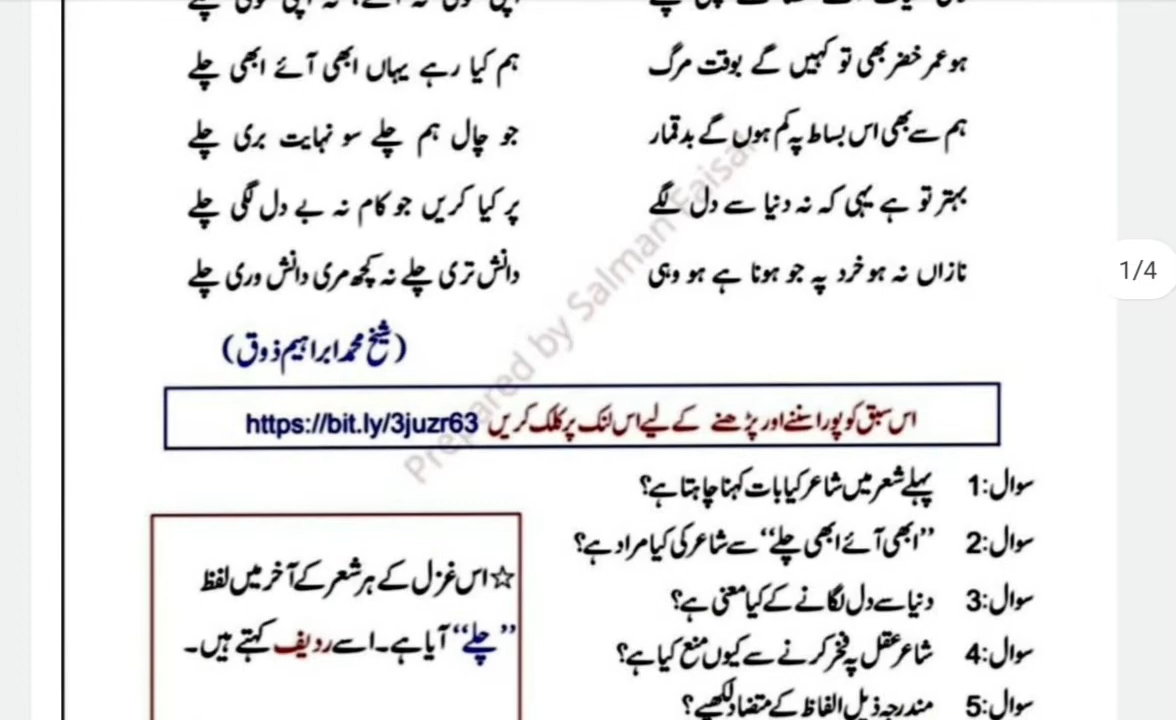 ہو عمر خضر بھی تو کہیں گے بوقت مرگ ہم کیا رہے یہاں ابھی آئے ابھی چلے
ہم سے بھی اس بساط پہ کم ہوں گے بدقمار جو چال ہم چلے سو نہایت بری چلے
بہتر تو ہے یہی کہ نہ دنیا سے دل لگے پر کیا کریں جو کام نہ بے دل لگی چلے
نازاں نہ ہو خرد پہ جو ہونا ہے ہو وہی دانش تری چلے نہ کچھ مری دانش وری چلے
(شیخ محمد ابراہیم ذوق)
Prepared by Salman Faisal
1/4
اس سبق کو پورا سننے اور پڑھنے کے لیے اس لنک پر کلک کریں https://bit.ly/3juzr63
سوال:1 پہلے شعر میں شاعر کیا بات کہنا چاہتا ہے؟
سوال:2 ”ابھی آئے ابھی چلے“ سے شاعر کی کیا مراد ہے؟
سوال:3 دنیا سے دل لگانے کے کیا معنی ہے؟
سوال:4 شاعر عقل پہ فخر کرنے سے کیوں منع کیا ہے؟
سوال:5 مندرجہ ذیل الفاظ کے متضاد لکھیے؟
☆اس غزل کے ہر شعر کے آخر میں لفظ
”چلے“ آیا ہے۔ اسے ردیف کہتے ہیں۔